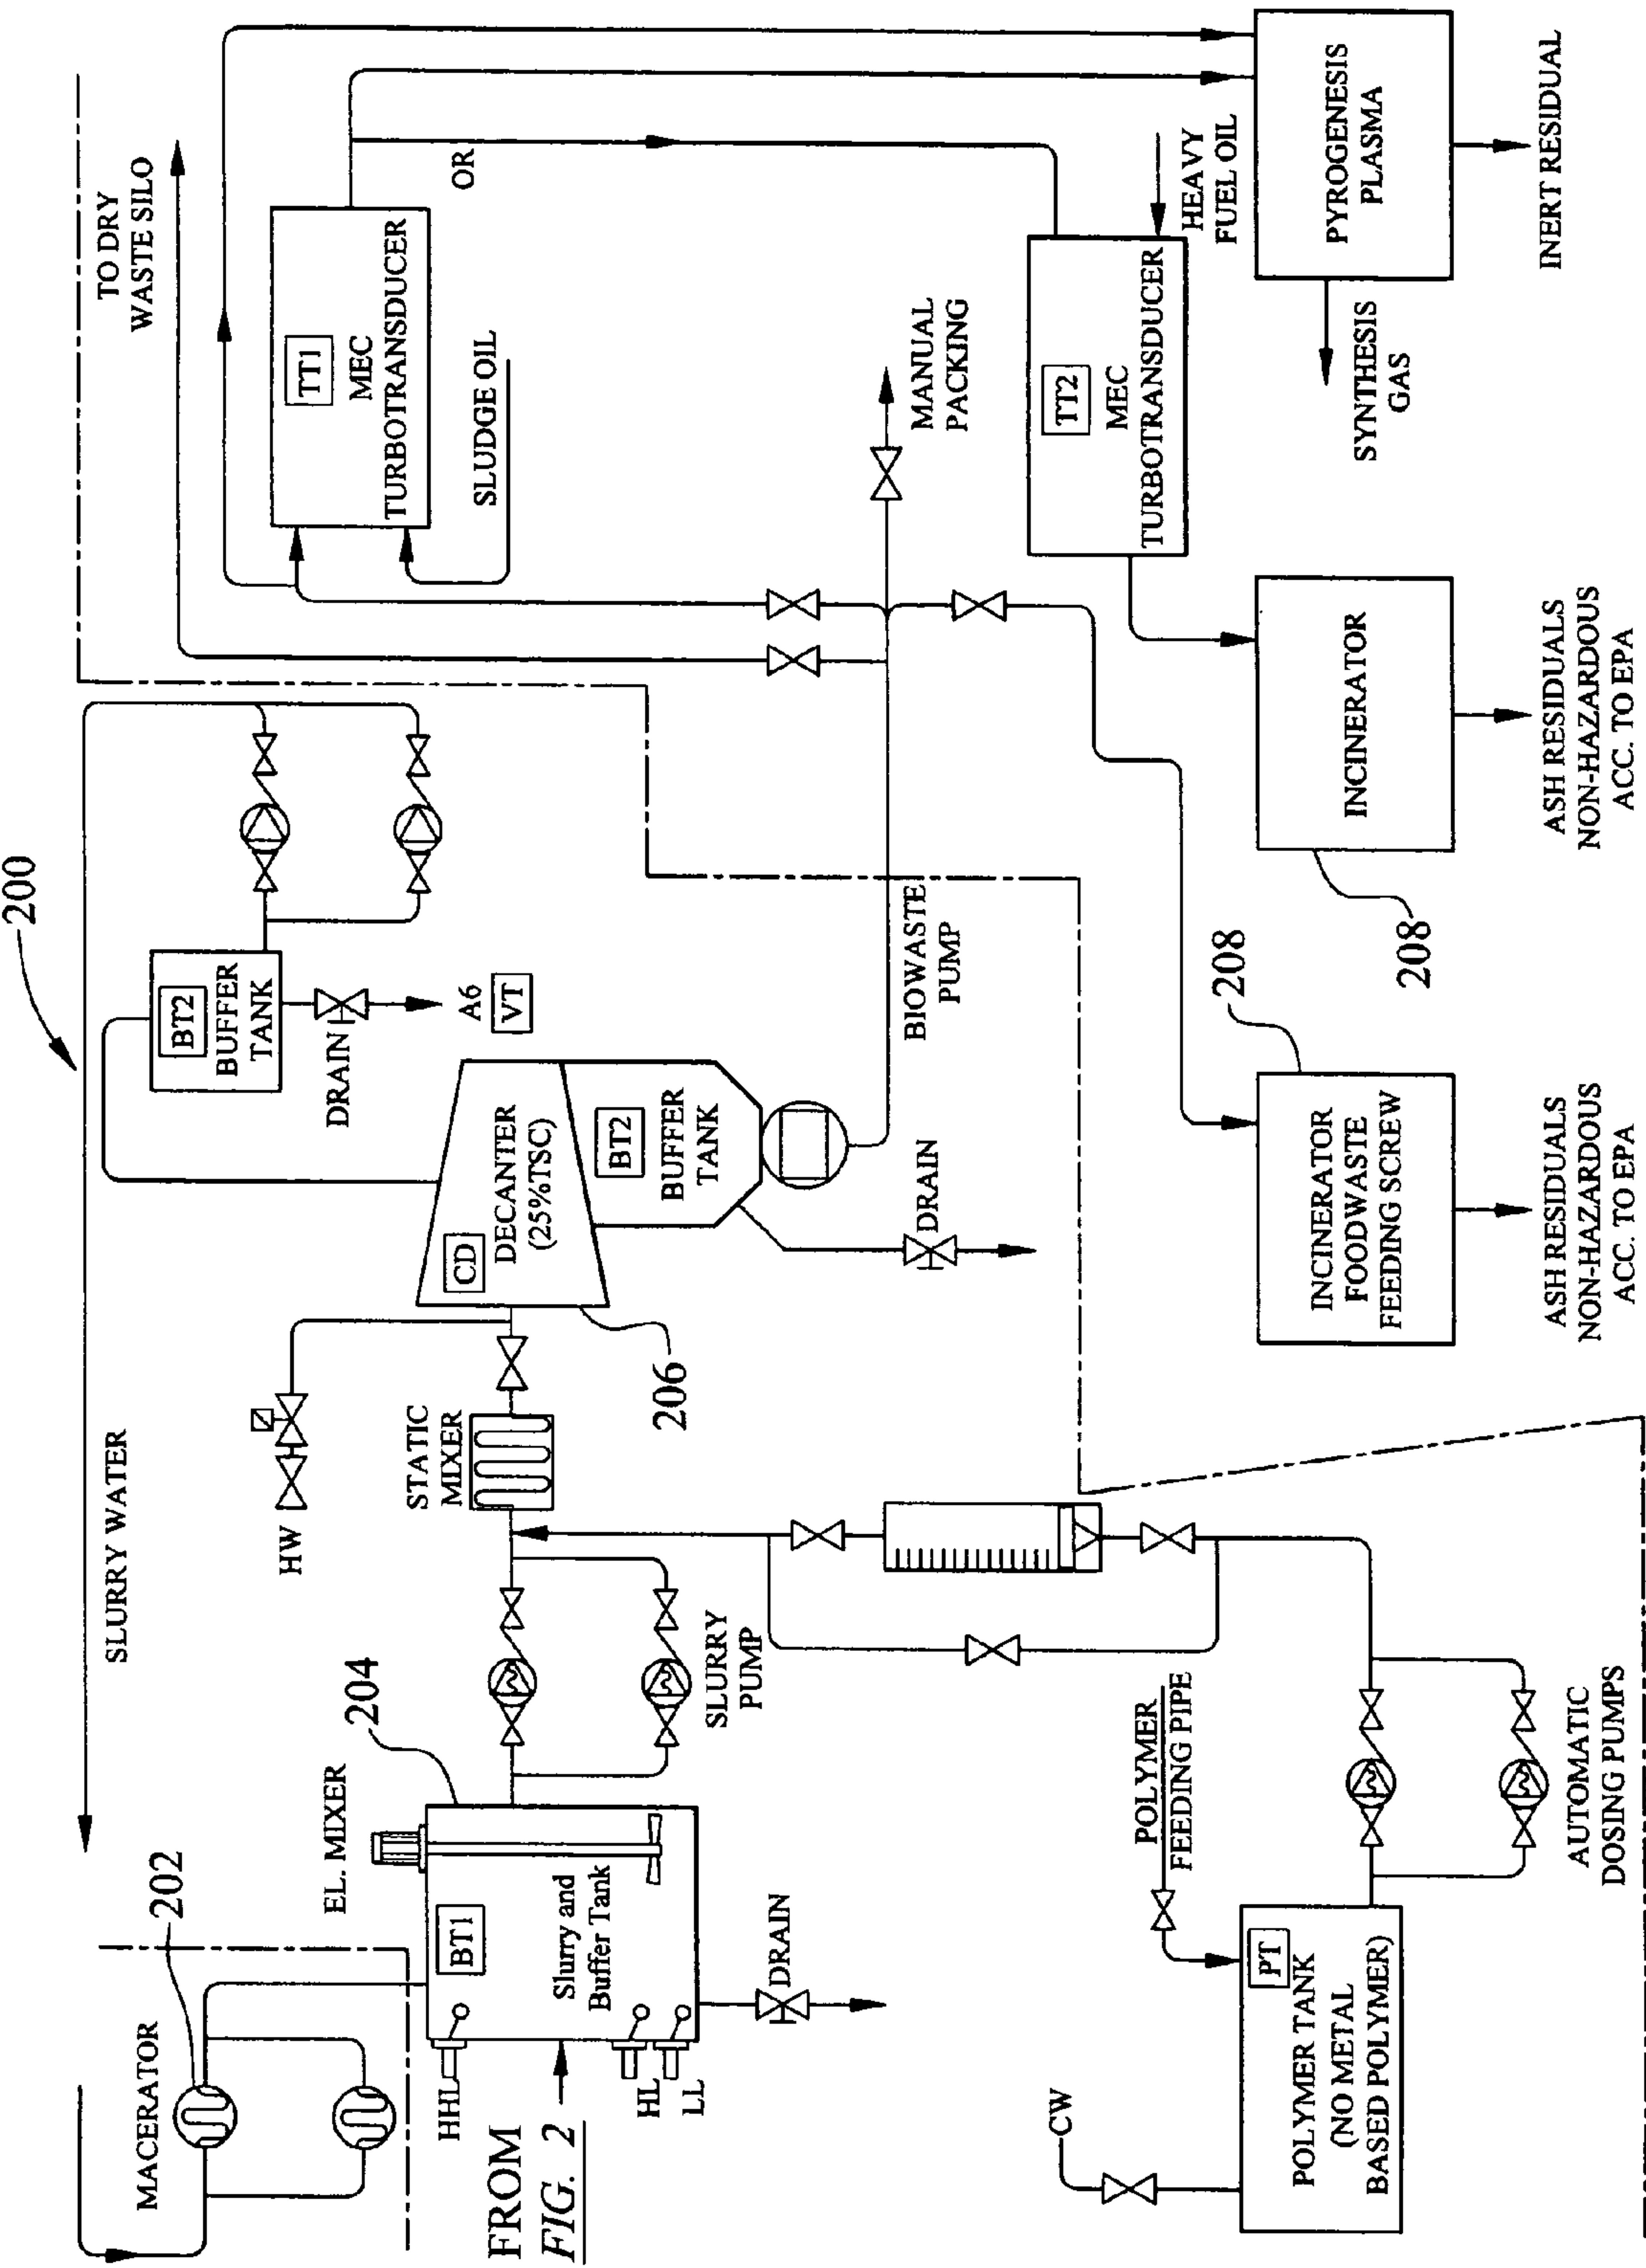 200
SLURRY WATER
TO DRY
WASTE SILO
MACERATOR
202
EL. MIXER
204
BT1
Slurry and
Buffer Tank
HHL
HL
LL
FROM
FIG. 2
DRAIN
SLURRY
PUMP
STATIC
MIXER
HW
206
CD
DECANTER
(25%TSC)
BT2
BUFFER
TANK
DRAIN
BT2
BUFFER
TANK
DRAIN
A6
VT
BIOWASTE
PUMP
TT1
MEC
TURBOTRANSDUCER
SLUDGE OIL
OR
MANUAL
PACKING
TT2
MEC
TURBOTRANSDUCER
HEAVY
FUEL OIL
CW
PT
POLYMER TANK
(NO METAL
BASED POLYMER)
POLYMER
FEEDING PIPE
AUTOMATIC
DOSING PUMPS
208
INCINERATOR
FOODWASTE
FEEDING SCREW
ASH RESIDUALS
NON-HAZARDOUS
ACC. TO EPA
208
INCINERATOR
ASH RESIDUALS
NON-HAZARDOUS
ACC. TO EPA
PYROGENESIS
PLASMA
SYNTHESIS
GAS
INERT RESIDUAL